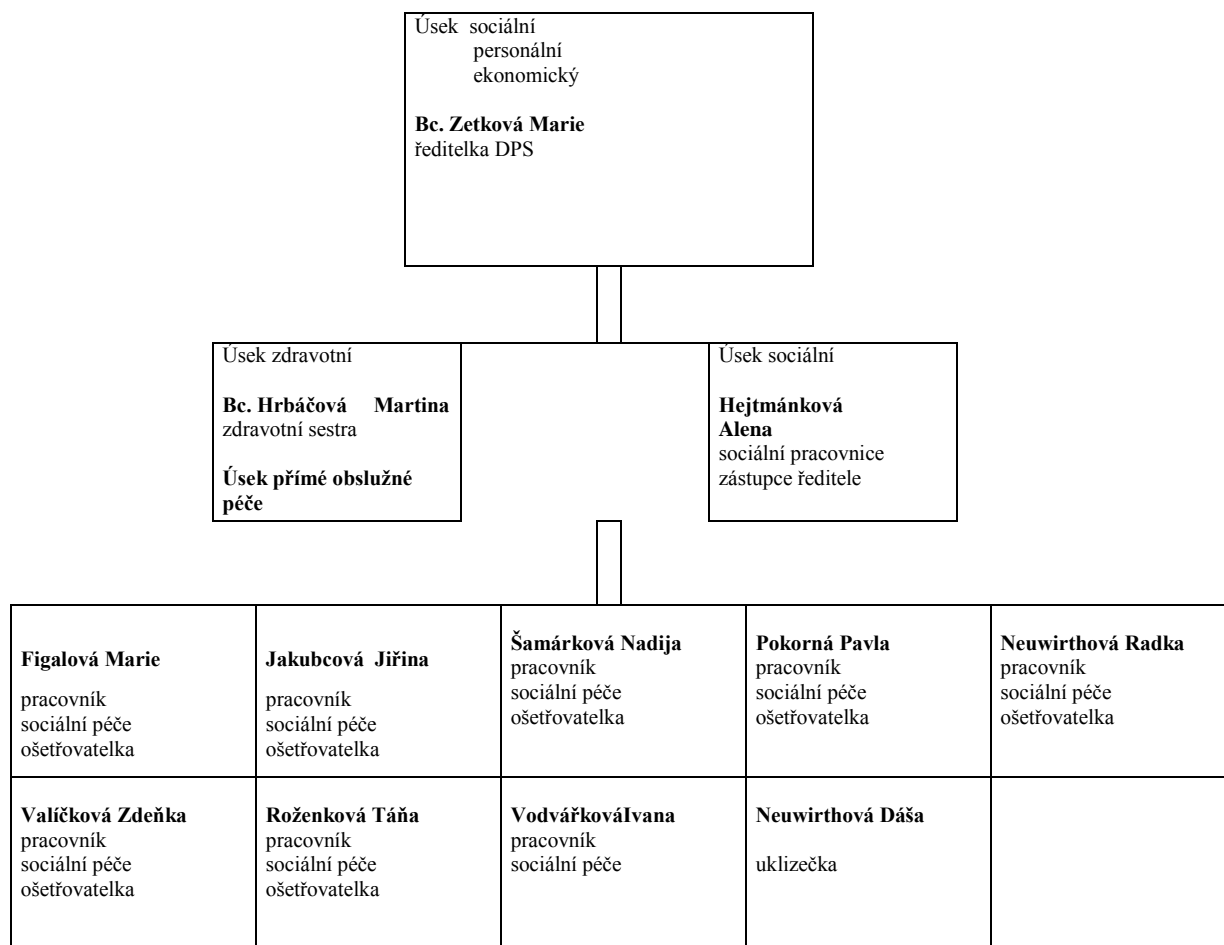 Úsek sociální
personální
ekonomický
Bc. Zetková Marie
ředitelka DPS
Úsek zdravotní
Bc. Hrbáčová Martina
zdravotní sestra
Úsek přímé obslužné
péče
Úsek sociální
Hejtmánková
Alena
sociální pracovnice
zástupce ředitele
Figalová Marie
pracovník
sociální péče
ošetřovatelka
Jakubcová Jiřina
pracovník
sociální péče
ošetřovatelka
Šamárková Nadija
pracovník
sociální péče
ošetřovatelka
Pokorná Pavla
pracovník
sociální péče
ošetřovatelka
Neuwirthová Radka
pracovník
sociální péče
ošetřovatelka
Valíčková Zdeňka
pracovník
sociální péče
ošetřovatelka
Roženková Táňa
pracovník
sociální péče
ošetřovatelka
VodvářkováIvana
pracovník
sociální péče
Neuwirthová Dáša
uklizečka